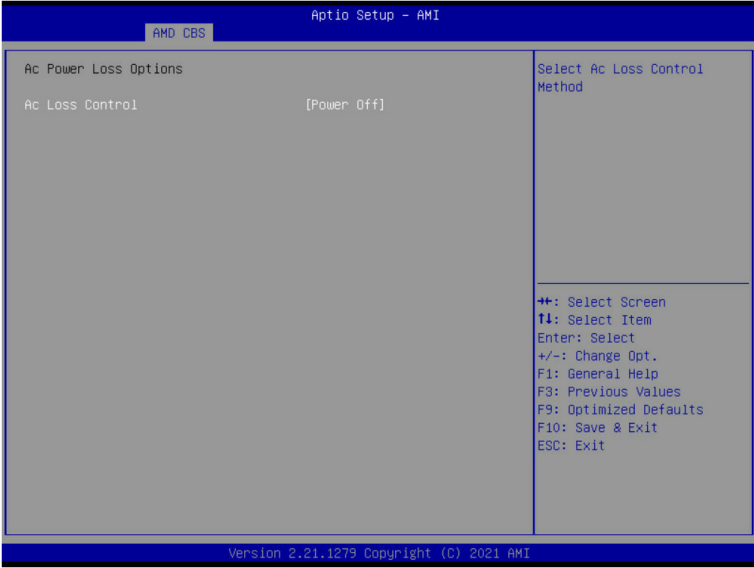 Aptio Setup – AMI
AMD CBS
Ac Power Loss Options
Ac Loss Control [Power Off]
Select Ac Loss Control
Method
→←: Select Screen
↑↓: Select Item
Enter: Select
+/-: Change Opt.
F1: General Help
F3: Previous Values
F9: Optimized Defaults
F10: Save & Exit
ESC: Exit
Version 2.21.1279 Copyright (C) 2021 AMI